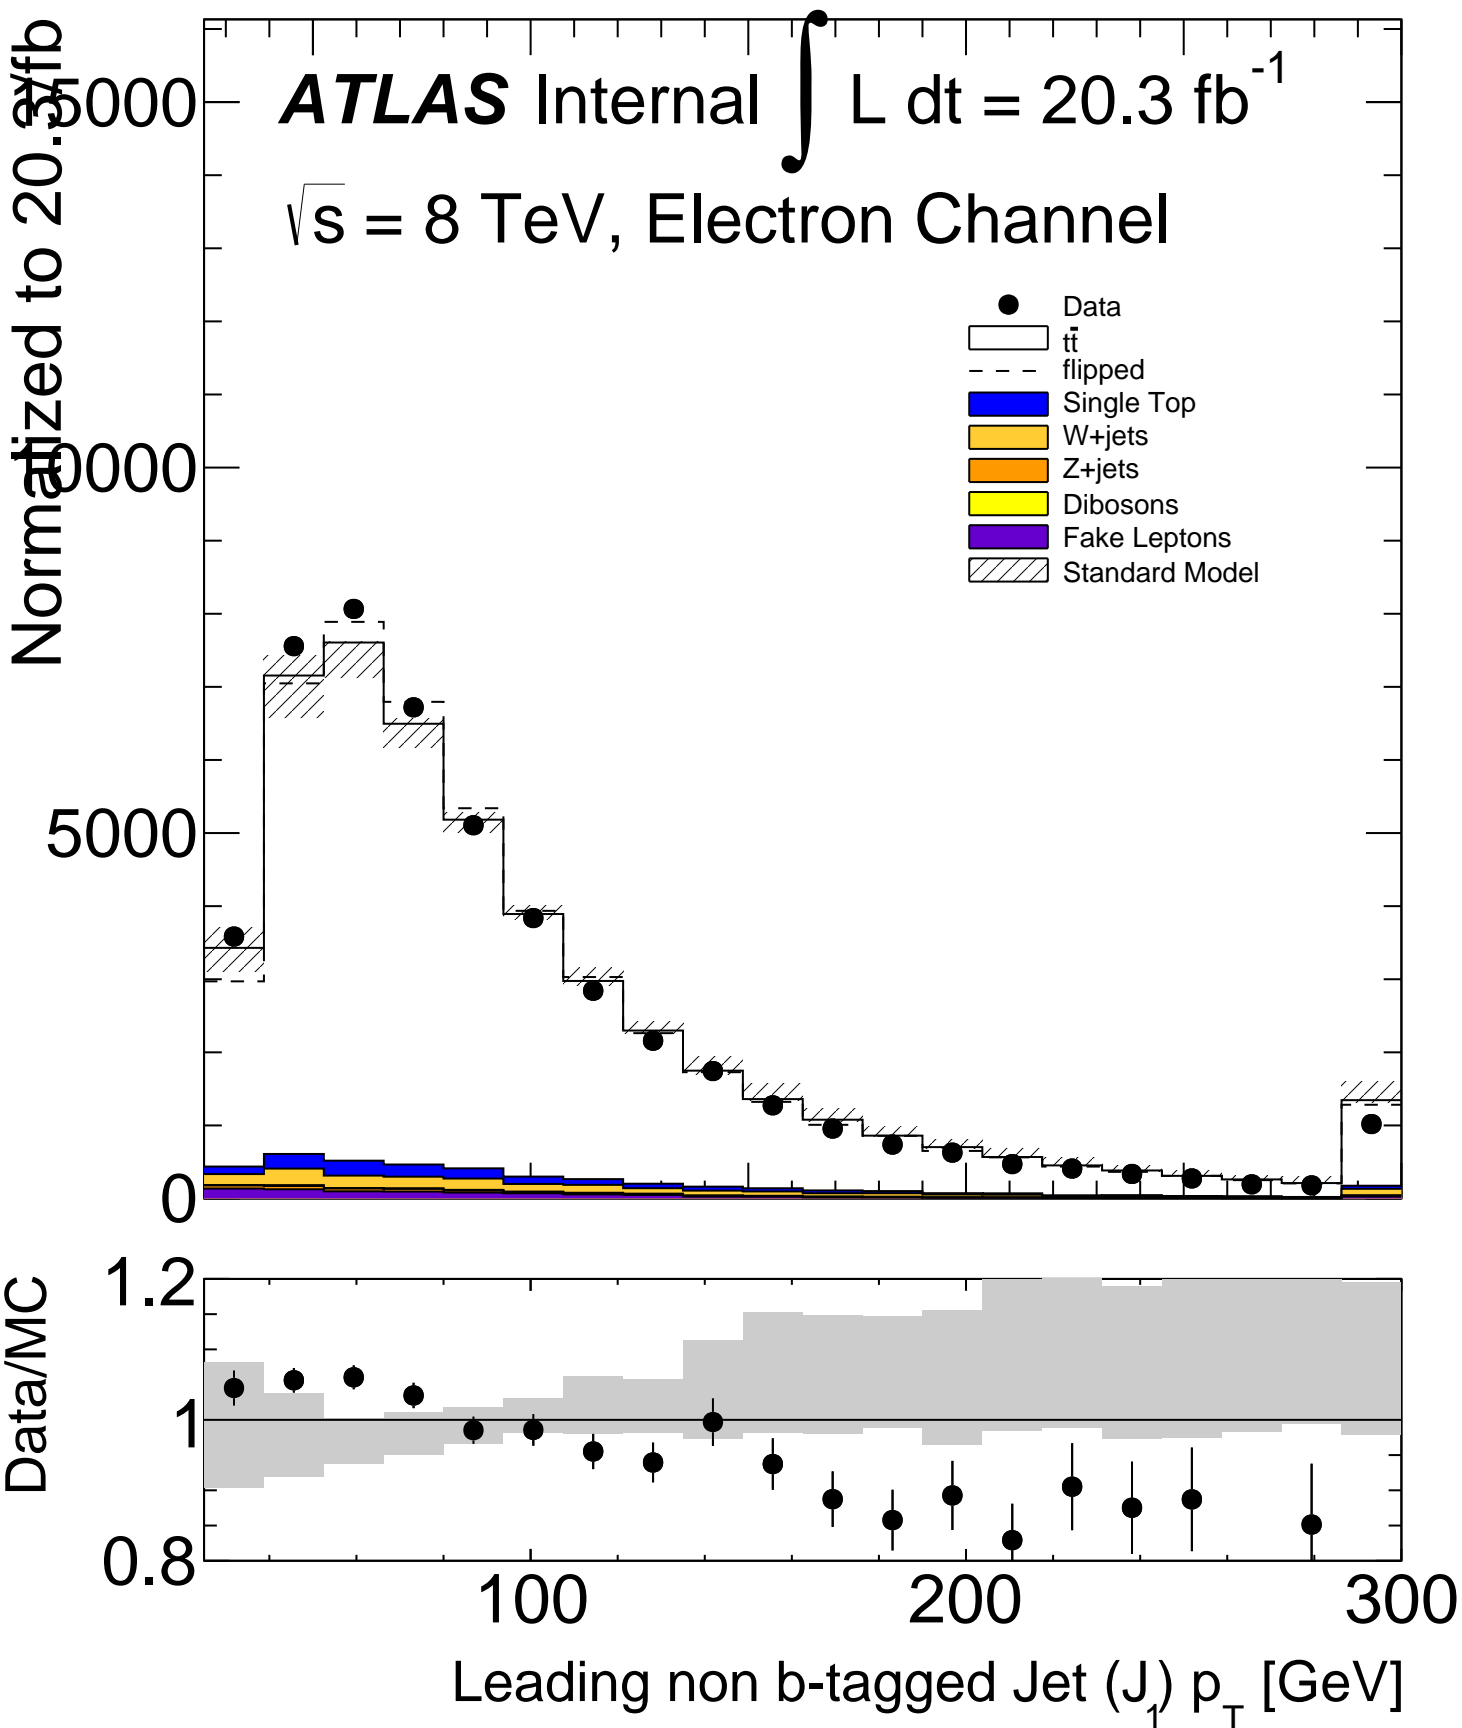 Normalized to 20.3/fb
ATLAS Internal ∫ L dt = 20.3 fb⁻¹
√s = 8 TeV, Electron Channel
Data
tt̄
flipped
Single Top
W+jets
Z+jets
Dibosons
Fake Leptons
Standard Model
5000
0
Data/MC
1.2
1
0.8
100
200
300
Leading non b-tagged Jet (J₁) p_T [GeV]